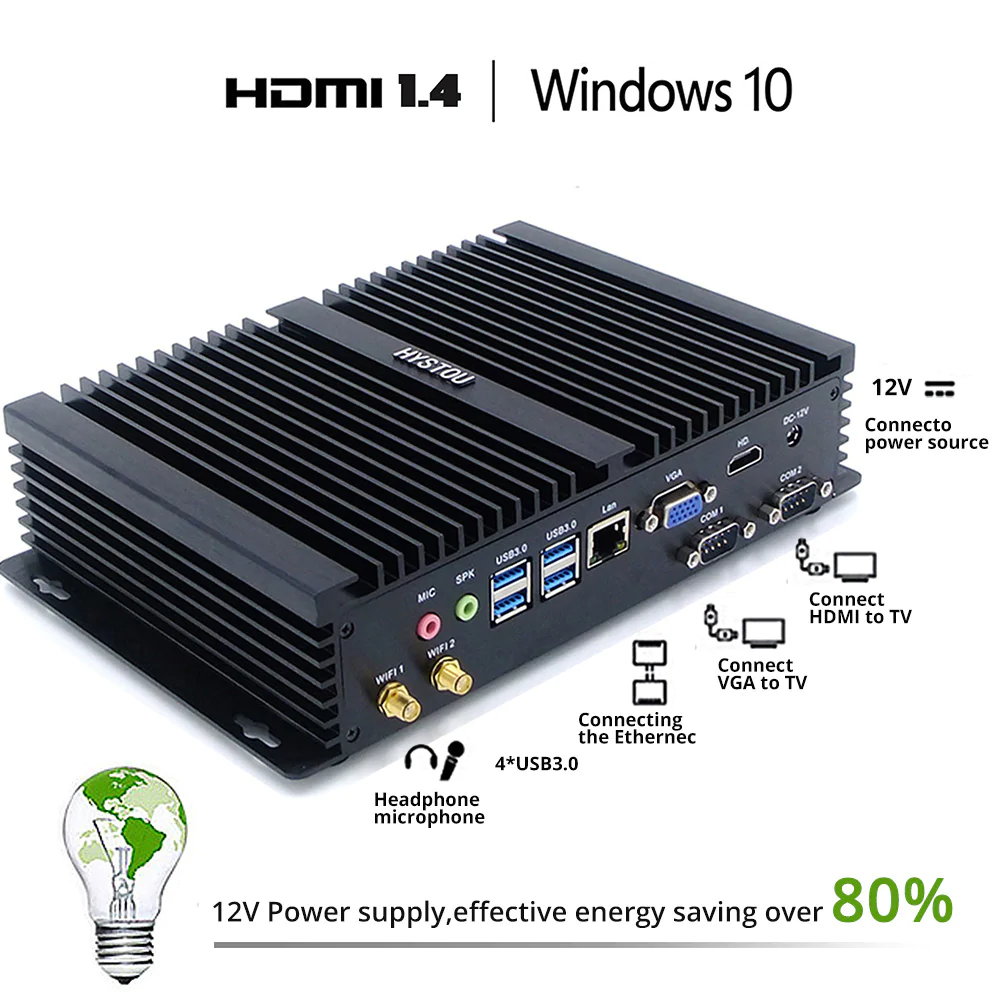 HDMI 1.4 | Windows 10
HYSTOU
12V
Connecto
power source
DC-12V
HD
VGA
COM 2
COM 1
Lan
USB3.0
USB3.0
SPK
MIC
WIFI 2
WIFI 1
Connect
HDMI to TV
Connect
VGA to TV
Connecting
the Ethernec
4*USB3.0
Headphone
microphone
12V Power supply,effective energy saving over 80%